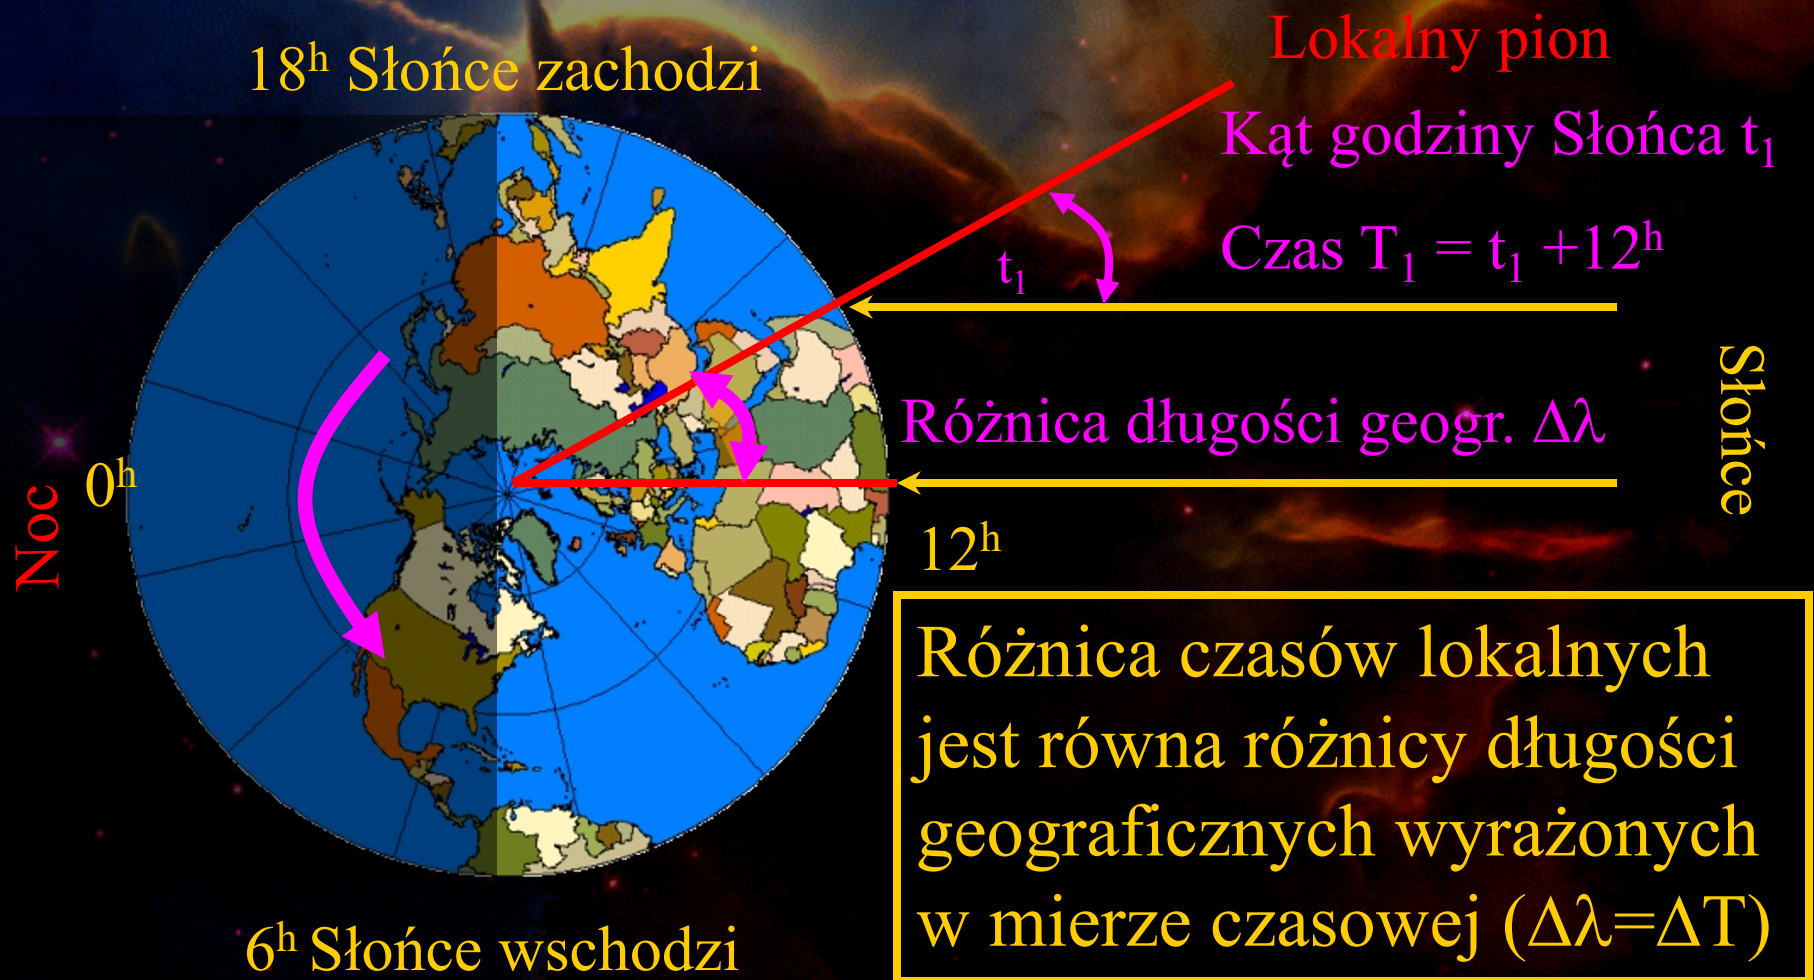 18ʰ Słońce zachodzi
Lokalny pion
Kąt godziny Słońca t₁
Czas T₁ = t₁ +12ʰ
t₁
Słońce
Różnica długości geogr. Δλ
0ʰ
Noc
12ʰ
Różnica czasów lokalnych
jest równa różnicy długości
geograficznych wyrażonych
w mierze czasowej (Δλ=ΔT)
6ʰ Słońce wschodzi